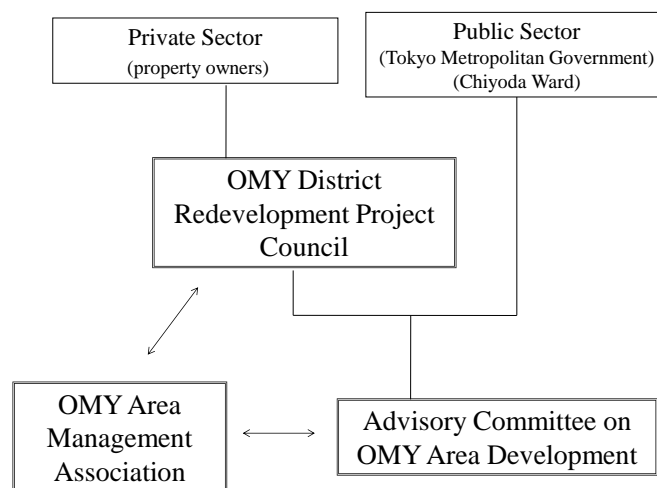 Private Sector
(property owners)
Public Sector
(Tokyo Metropolitan Government)
(Chiyoda Ward)
OMY District
Redevelopment Project
Council
OMY Area
Management
Association
Advisory Committee on
OMY Area Development